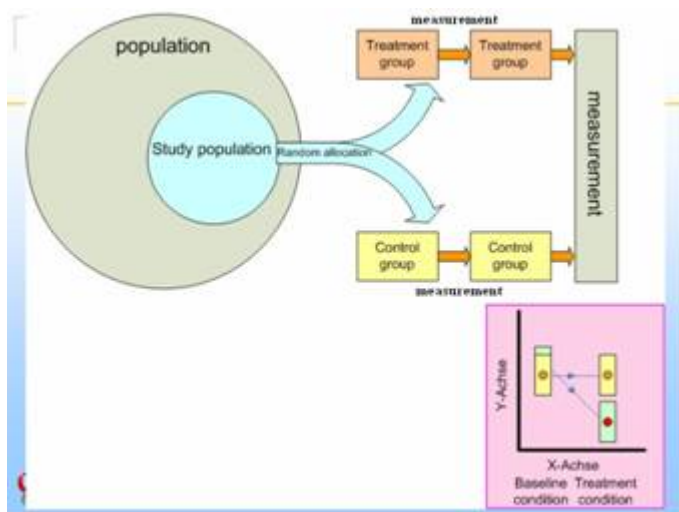 measurement
population
Treatment
group
Treatment
group
measurement
Study population
Random allocation
Control
group
Control
group
measurement
Y-Achse
X-Achse
Baseline Treatment
condition condition